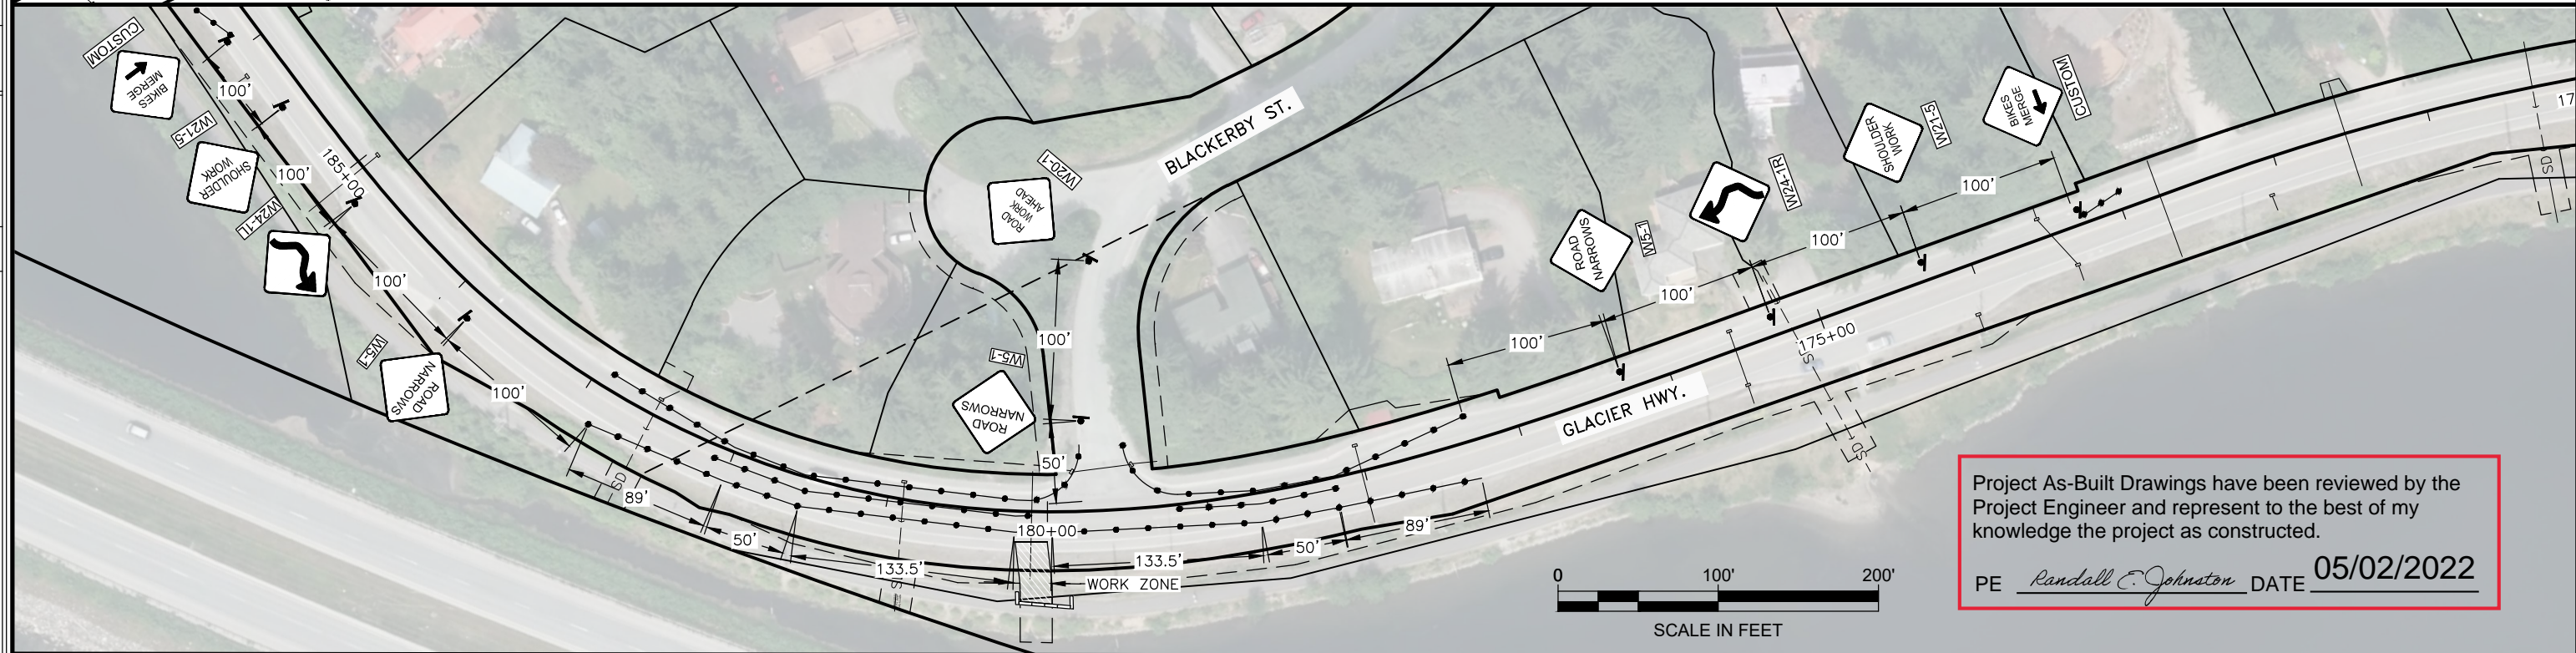 CUSTOM
BIKES
MERGE
100'
W21-5
SHOULDER
WORK
100'
185+00
W24-1L
100'
W5-1
ROAD
NARROWS
100'
SD
89'
50'
133.5'
180+00
WORK ZONE
133.5'
50'
89'
W20-1
ROAD
WORK
AHEAD
BLACKERBY ST.
100'
W5-1
ROAD
NARROWS
50'
GLACIER HWY.
100'
ROAD
NARROWS
W5-1
100'
W24-1R
100'
SHOULDER
WORK
W21-5
100'
BIKES
MERGE
CUSTOM
175+00
SD
SD
SD
17
0 100' 200'
SCALE IN FEET
Project As-Built Drawings have been reviewed by the
Project Engineer and represent to the best of my
knowledge the project as constructed.
PE Randall E. Johnston DATE 05/02/2022